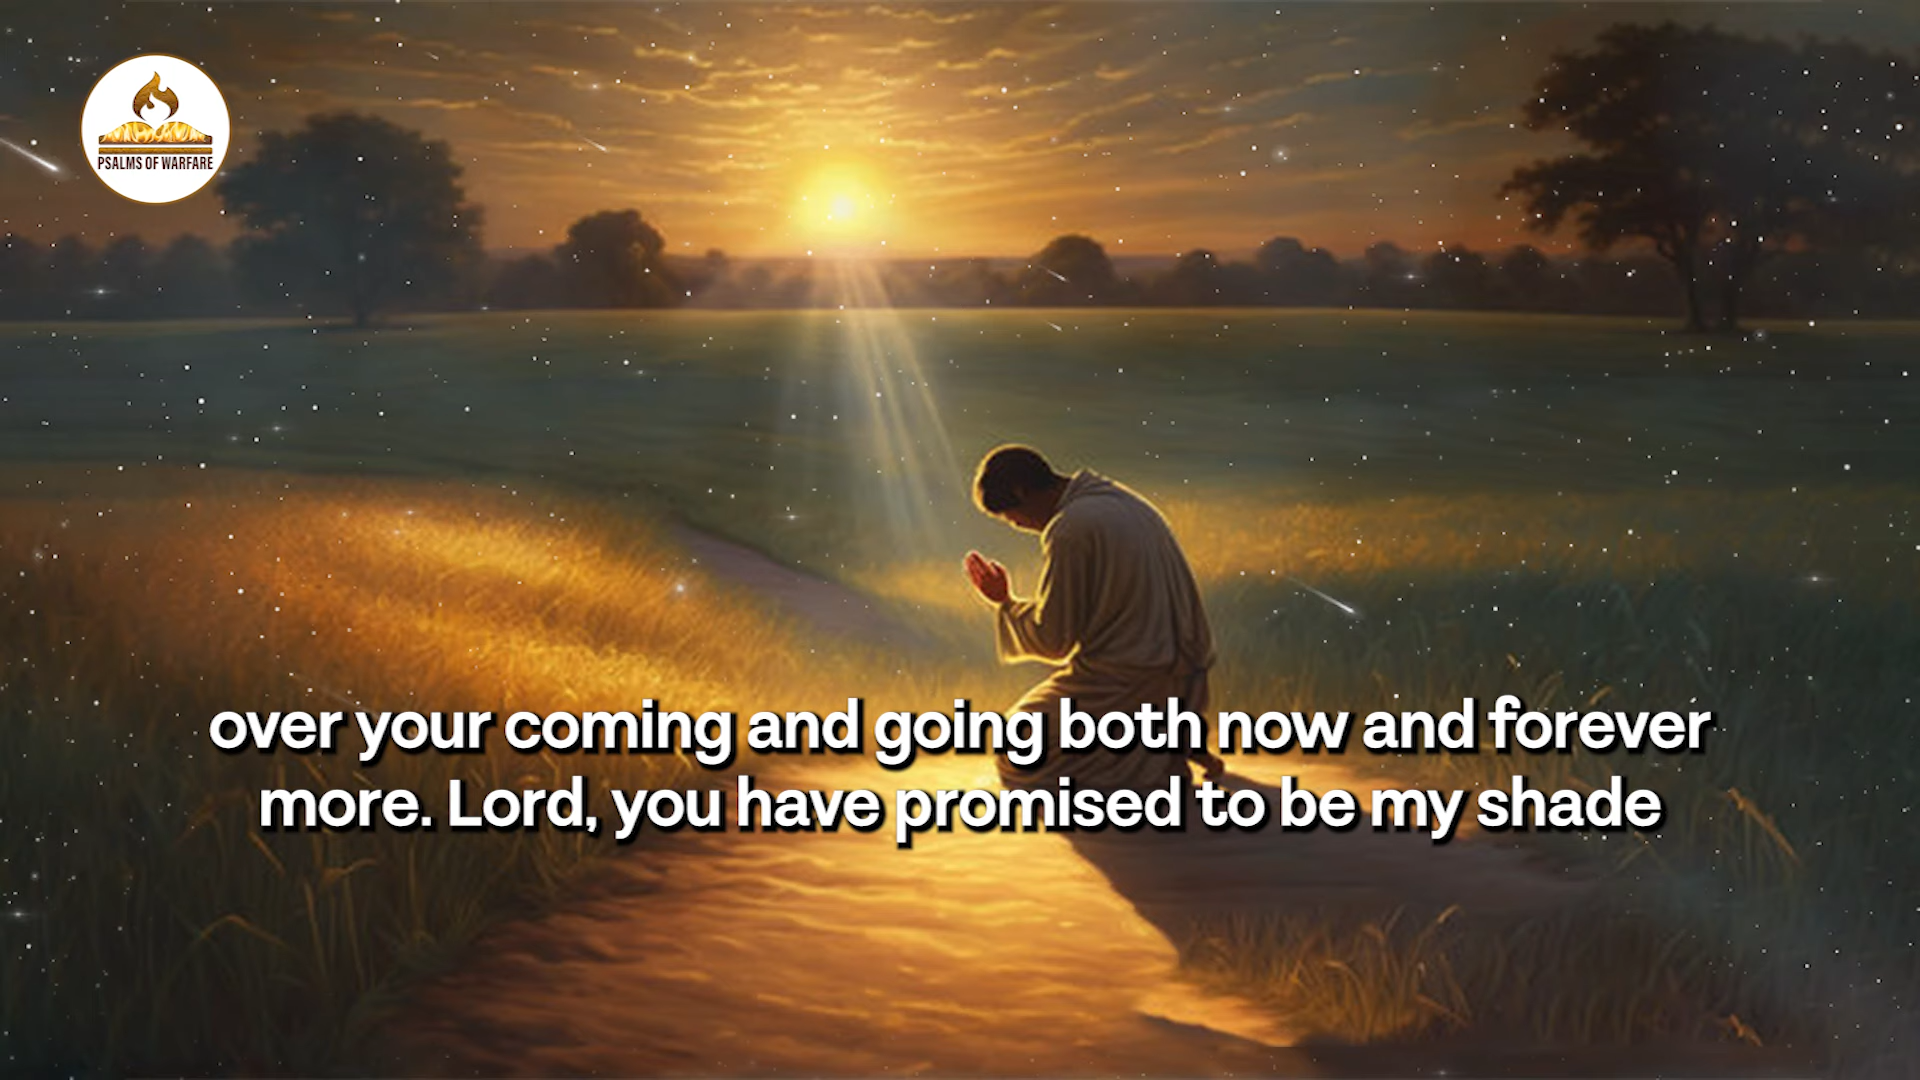 PSALMS OF WARFARE
over your coming and going both now and forever
more. Lord, you have promised to be my shade